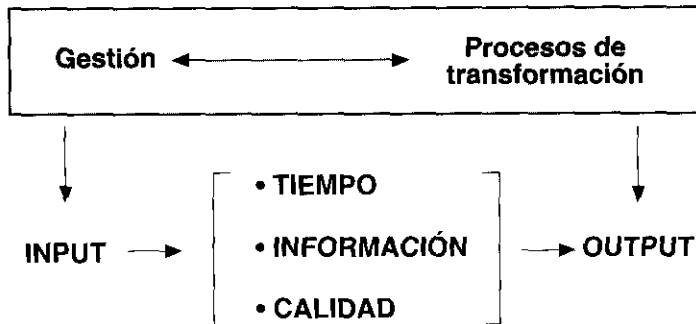 Gestión
Procesos de
transformación
• TIEMPO
INPUT
• INFORMACIÓN
OUTPUT
• CALIDAD